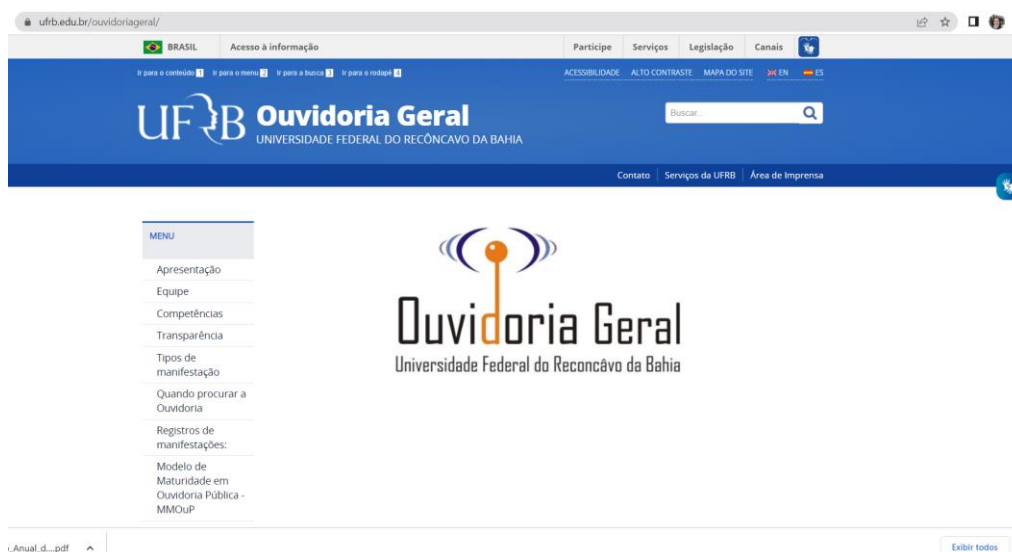 ufrb.edu.br/ouvidoriageral/
BRASIL Acesso à informação Participe Serviços Legislação Canais
Ir para o conteúdo 1 Ir para o menu 2 Ir para a busca 3 Ir para o rodapé 4 ACESSIBILIDADE ALTO CONTRASTE MAPA DO SITE EN ES
UFRB Ouvidoria Geral
UNIVERSIDADE FEDERAL DO RECÔNCAVO DA BAHIA
Buscar...
Contato Serviços da UFRB Área de Imprensa
MENU
Apresentação
Equipe
Competências
Transparência
Tipos de
manifestação
Quando procurar a
Ouvidoria
Registros de
manifestações:
Modelo de
Maturidade em
Ouvidoria Pública -
MMOuP
Ouvidoria Geral
Universidade Federal do Reconcâvo da Bahia
_Anual_d....pdf Exibir todos